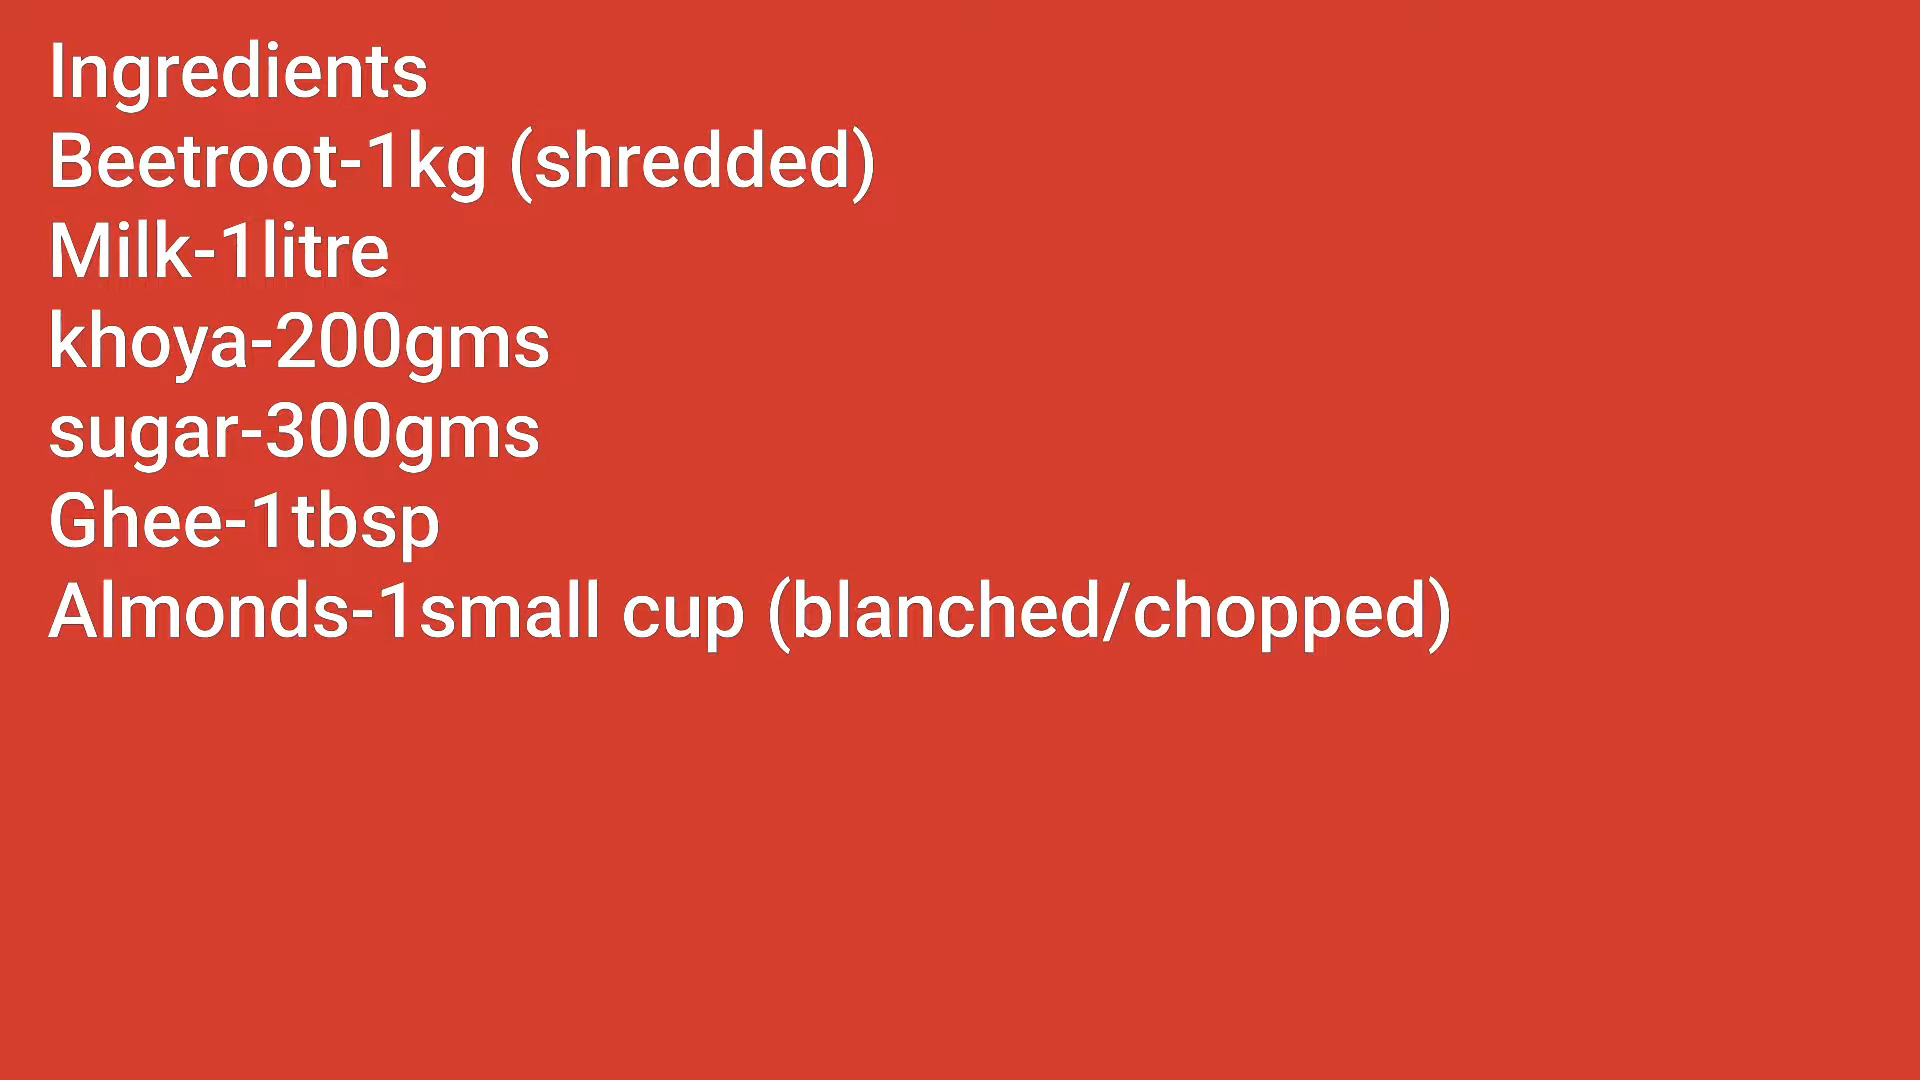 Ingredients
Beetroot-1kg (shredded)
Milk-1litre
khoya-200gms
sugar-300gms
Ghee-1tbsp
Almonds-1small cup (blanched/chopped)